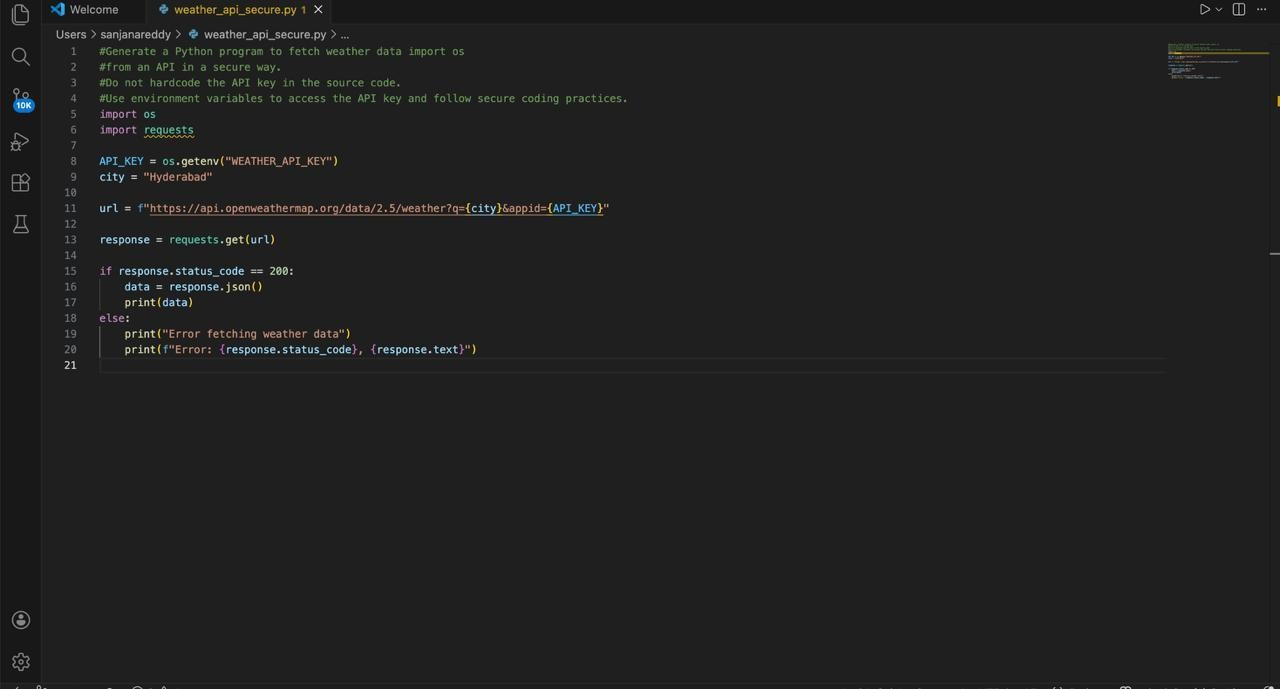 Welcome
weather_api_secure.py 1
Users > sanjanareddy > weather_api_secure.py > ...
1 #Generate a Python program to fetch weather data import os
2 #from an API in a secure way.
3 #Do not hardcode the API key in the source code.
4 #Use environment variables to access the API key and follow secure coding practices.
5 import os
6 import requests
7
8 API_KEY = os.getenv("WEATHER_API_KEY")
9 city = "Hyderabad"
10
11 url = f"https://api.openweathermap.org/data/2.5/weather?q={city}&appid={API_KEY}"
12
13 response = requests.get(url)
14
15 if response.status_code == 200:
16     data = response.json()
17     print(data)
18 else:
19     print("Error fetching weather data")
20     print(f"Error: {response.status_code}, {response.text}")
21
10K